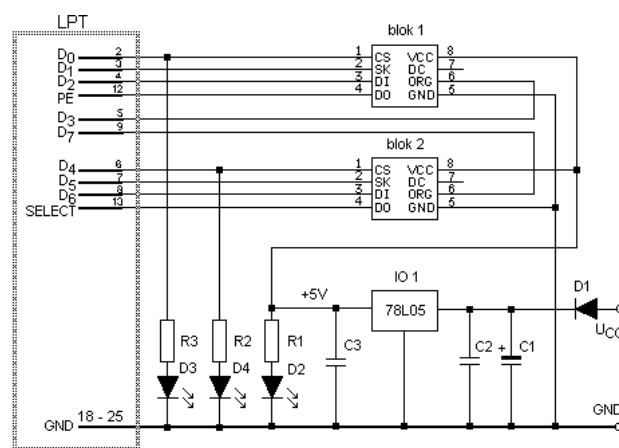 LPT
blok 1
D0 2 1 CS VCC 8
D1 3 2 SK DC 7
D2 4 3 DI ORG 6
PE 12 4 DO GND 5
D3 5
D7 9
blok 2
D4 6 1 CS VCC 8
D5 7 2 SK DC 7
D6 8 3 DI ORG 6
SELECT 13 4 DO GND 5
+5V
IO 1
78L05
D1
UCC
R3
R2
R1
C3
C2
+
C1
D3
D4
D2
GND
GND 18 - 25